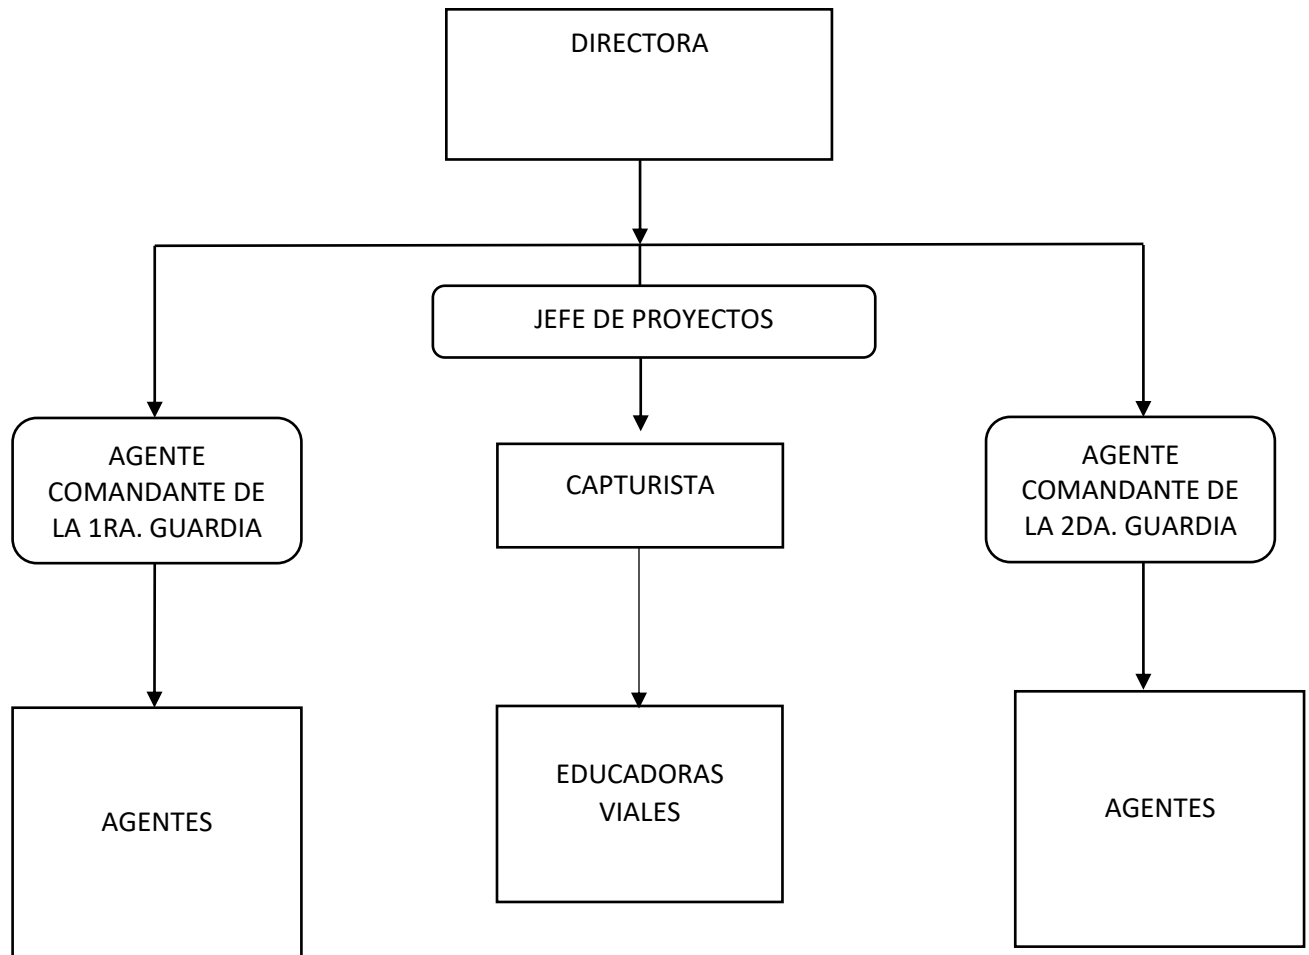 DIRECTORA
JEFE DE PROYECTOS
AGENTE
COMANDANTE DE
LA 1RA. GUARDIA
CAPTURISTA
AGENTE
COMANDANTE DE
LA 2DA. GUARDIA
AGENTES
EDUCADORAS
VIALES
AGENTES